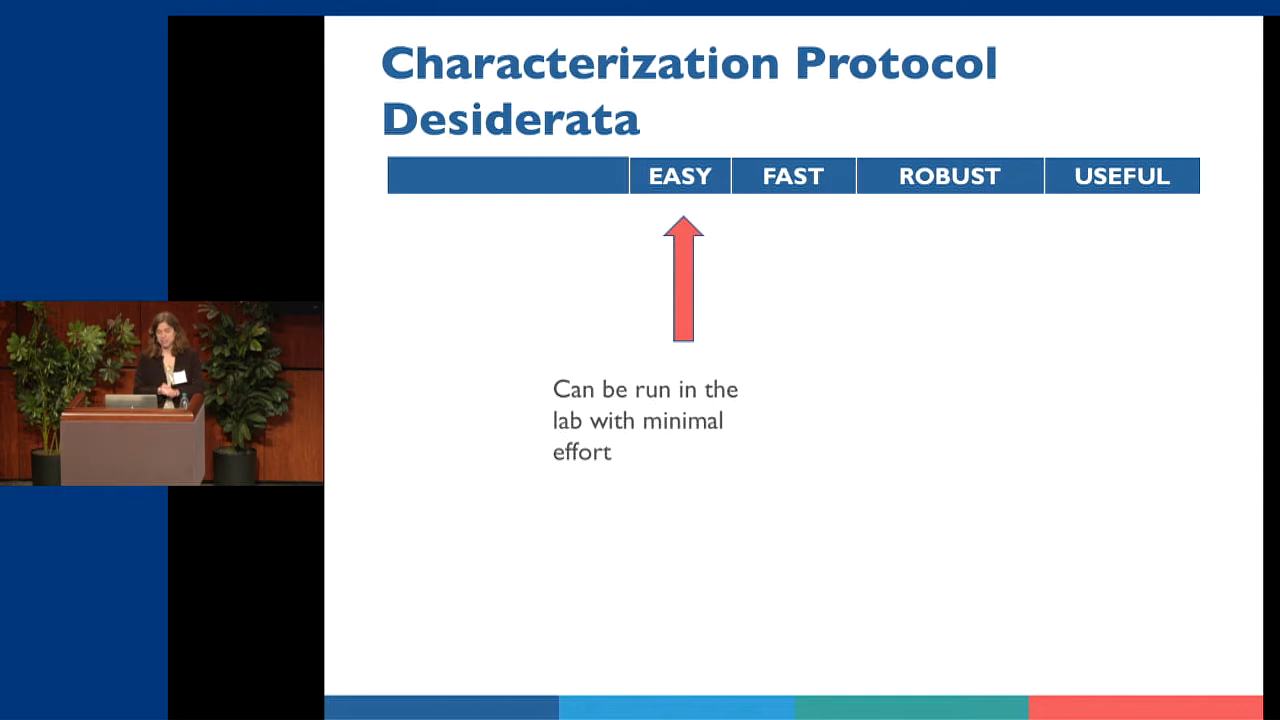 Characterization Protocol
Desiderata
EASY FAST ROBUST USEFUL
Can be run in the
lab with minimal
effort